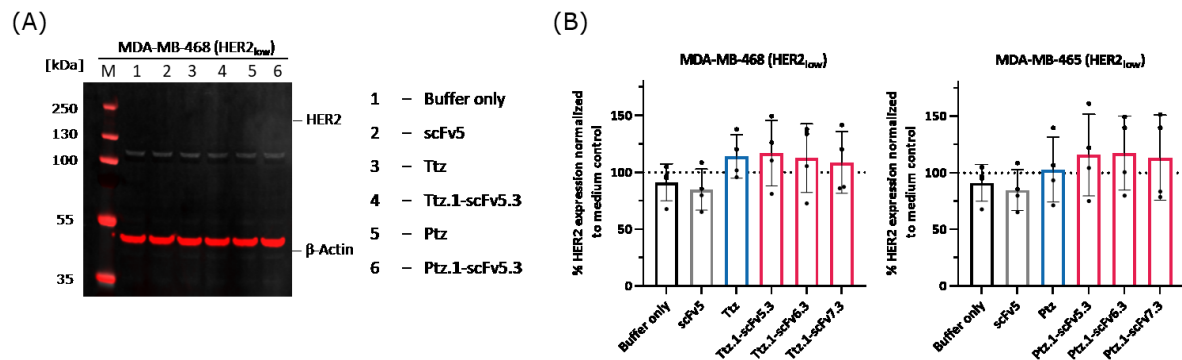 (A)
MDA-MB-468 (HER2low)
[kDa] M 1 2 3 4 5 6
250
130
100
55
35
HER2
β-Actin
1 – Buffer only
2 – scFv5
3 – Ttz
4 – Ttz.1-scFv5.3
5 – Ptz
6 – Ptz.1-scFv5.3
(B)
MDA-MB-468 (HER2low)
% HER2 expression normalized
to medium control
150
100
50
0
Buffer only
scFv5
Ttz
Ttz.1-scFv5.3
Ttz.1-scFv6.3
Ttz.1-scFv7.3
MDA-MB-465 (HER2low)
% HER2 expression normalized
to medium control
150
100
50
0
Buffer only
scFv5
Ptz
Ptz.1-scFv5.3
Ptz.1-scFv6.3
Ptz.1-scFv7.3